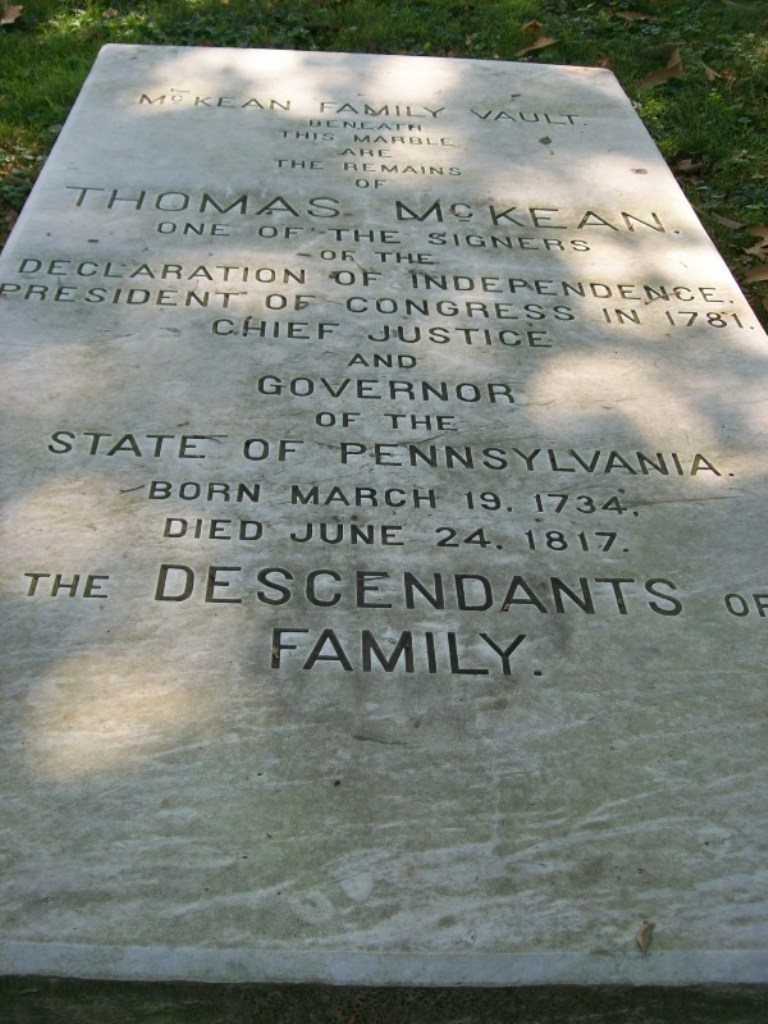 McKEAN FAMILY VAULT.
BENEATH
THIS MARBLE
ARE
THE REMAINS
OF
THOMAS McKEAN.
ONE OF THE SIGNERS
OF THE
DECLARATION OF INDEPENDENCE.
PRESIDENT OF CONGRESS IN 1781.
CHIEF JUSTICE
AND
GOVERNOR
OF THE
STATE OF PENNSYLVANIA.
BORN MARCH 19. 1734.
DIED JUNE 24. 1817.
THE DESCENDANTS OF
FAMILY.